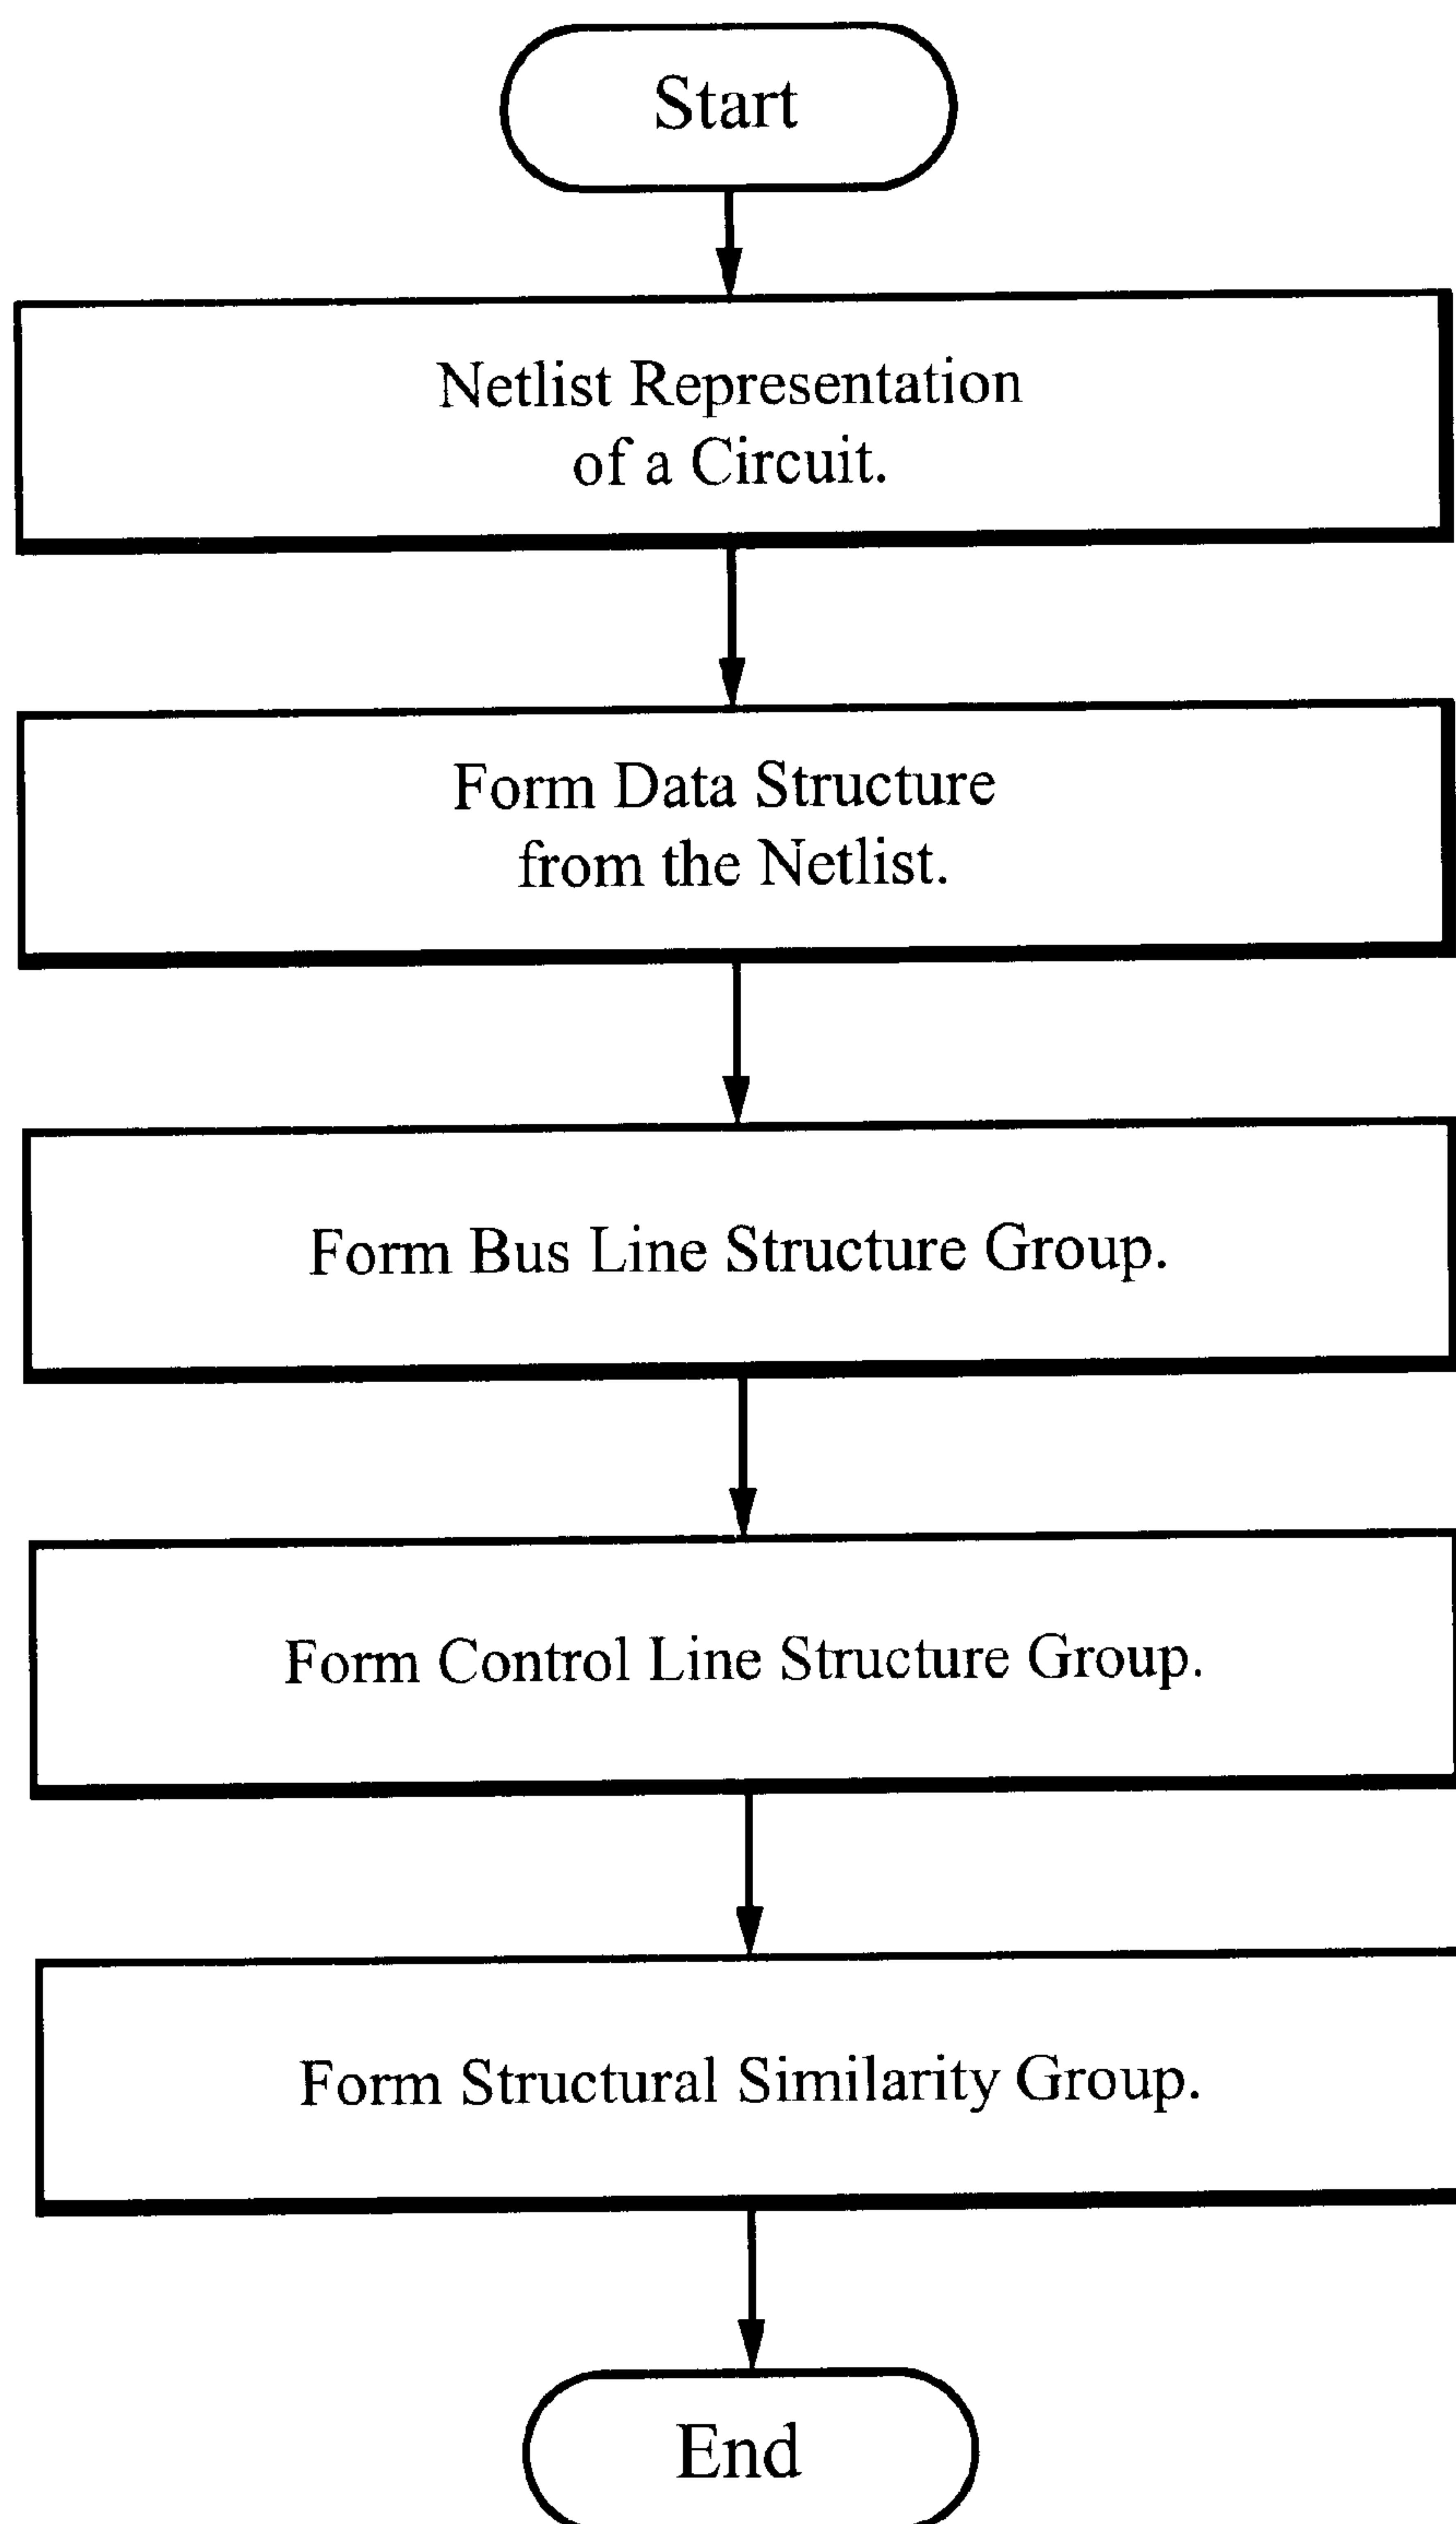 Start
Netlist Representation
of a Circuit.
Form Data Structure
from the Netlist.
Form Bus Line Structure Group.
Form Control Line Structure Group.
Form Structural Similarity Group.
End